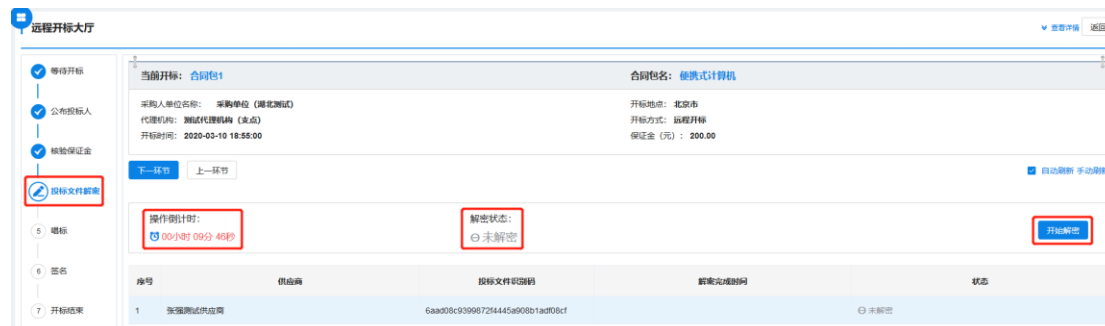 远程开标大厅
查看详情 返回
等待开标
公布投标人
核验保证金
投标文件解密
5 唱标
6 签名
7 开标结束
当前开标： 合同包1 合同包名： 便携式计算机
采购人单位名称： 采购单位（湖北测试） 开标地点： 北京市
代理机构： 测试代理机构（支点） 开标方式： 远程开标
开标时间： 2020-03-10 18:55:00 保证金（元）： 200.00
下一环节 上一环节 自动刷新 手动刷新
操作倒计时： 解密状态：
00小时 09分 46秒 未解密 开始解密
序号 供应商 投标文件识别码 解密完成时间 状态
1 张强测试供应商 6aad08c9399872f4445a908b1adf08cf 未解密